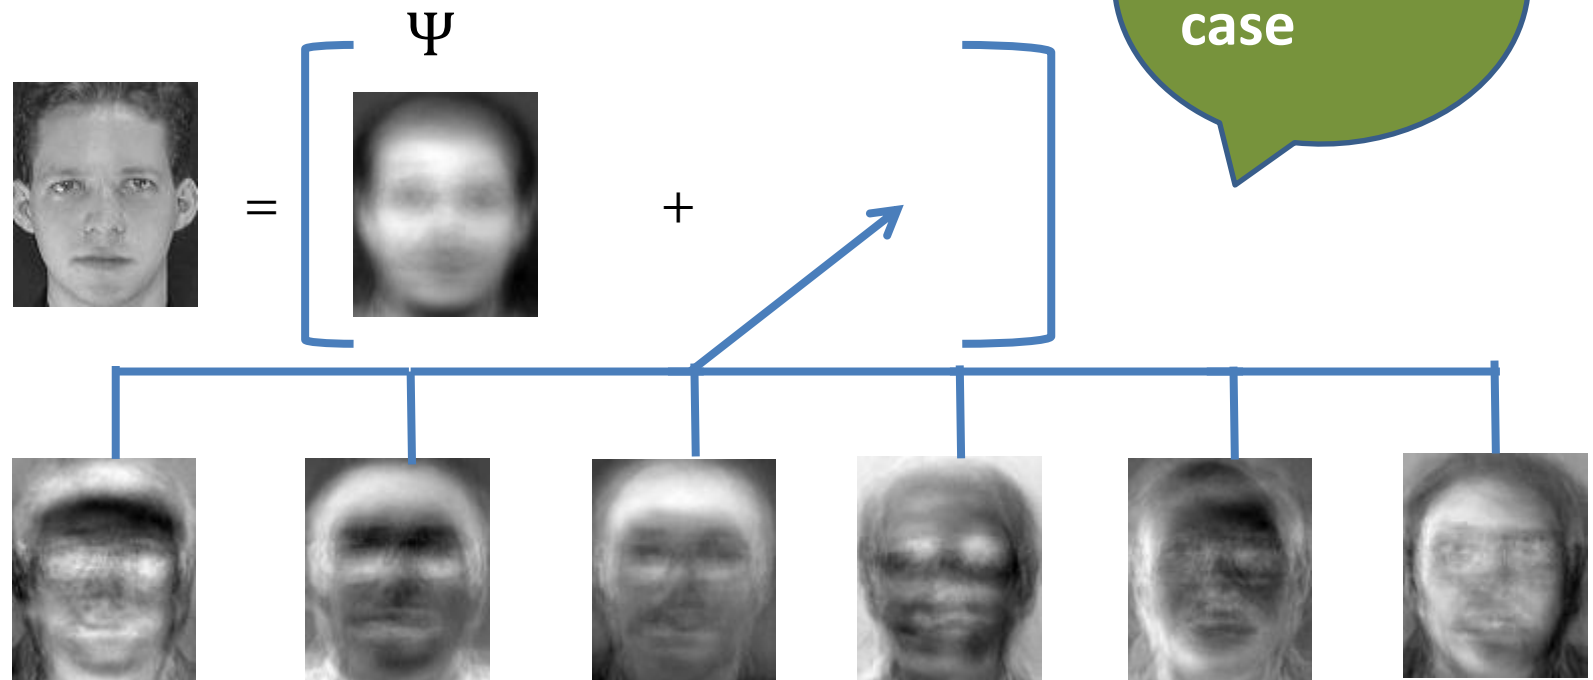 Ψ
case
=
+